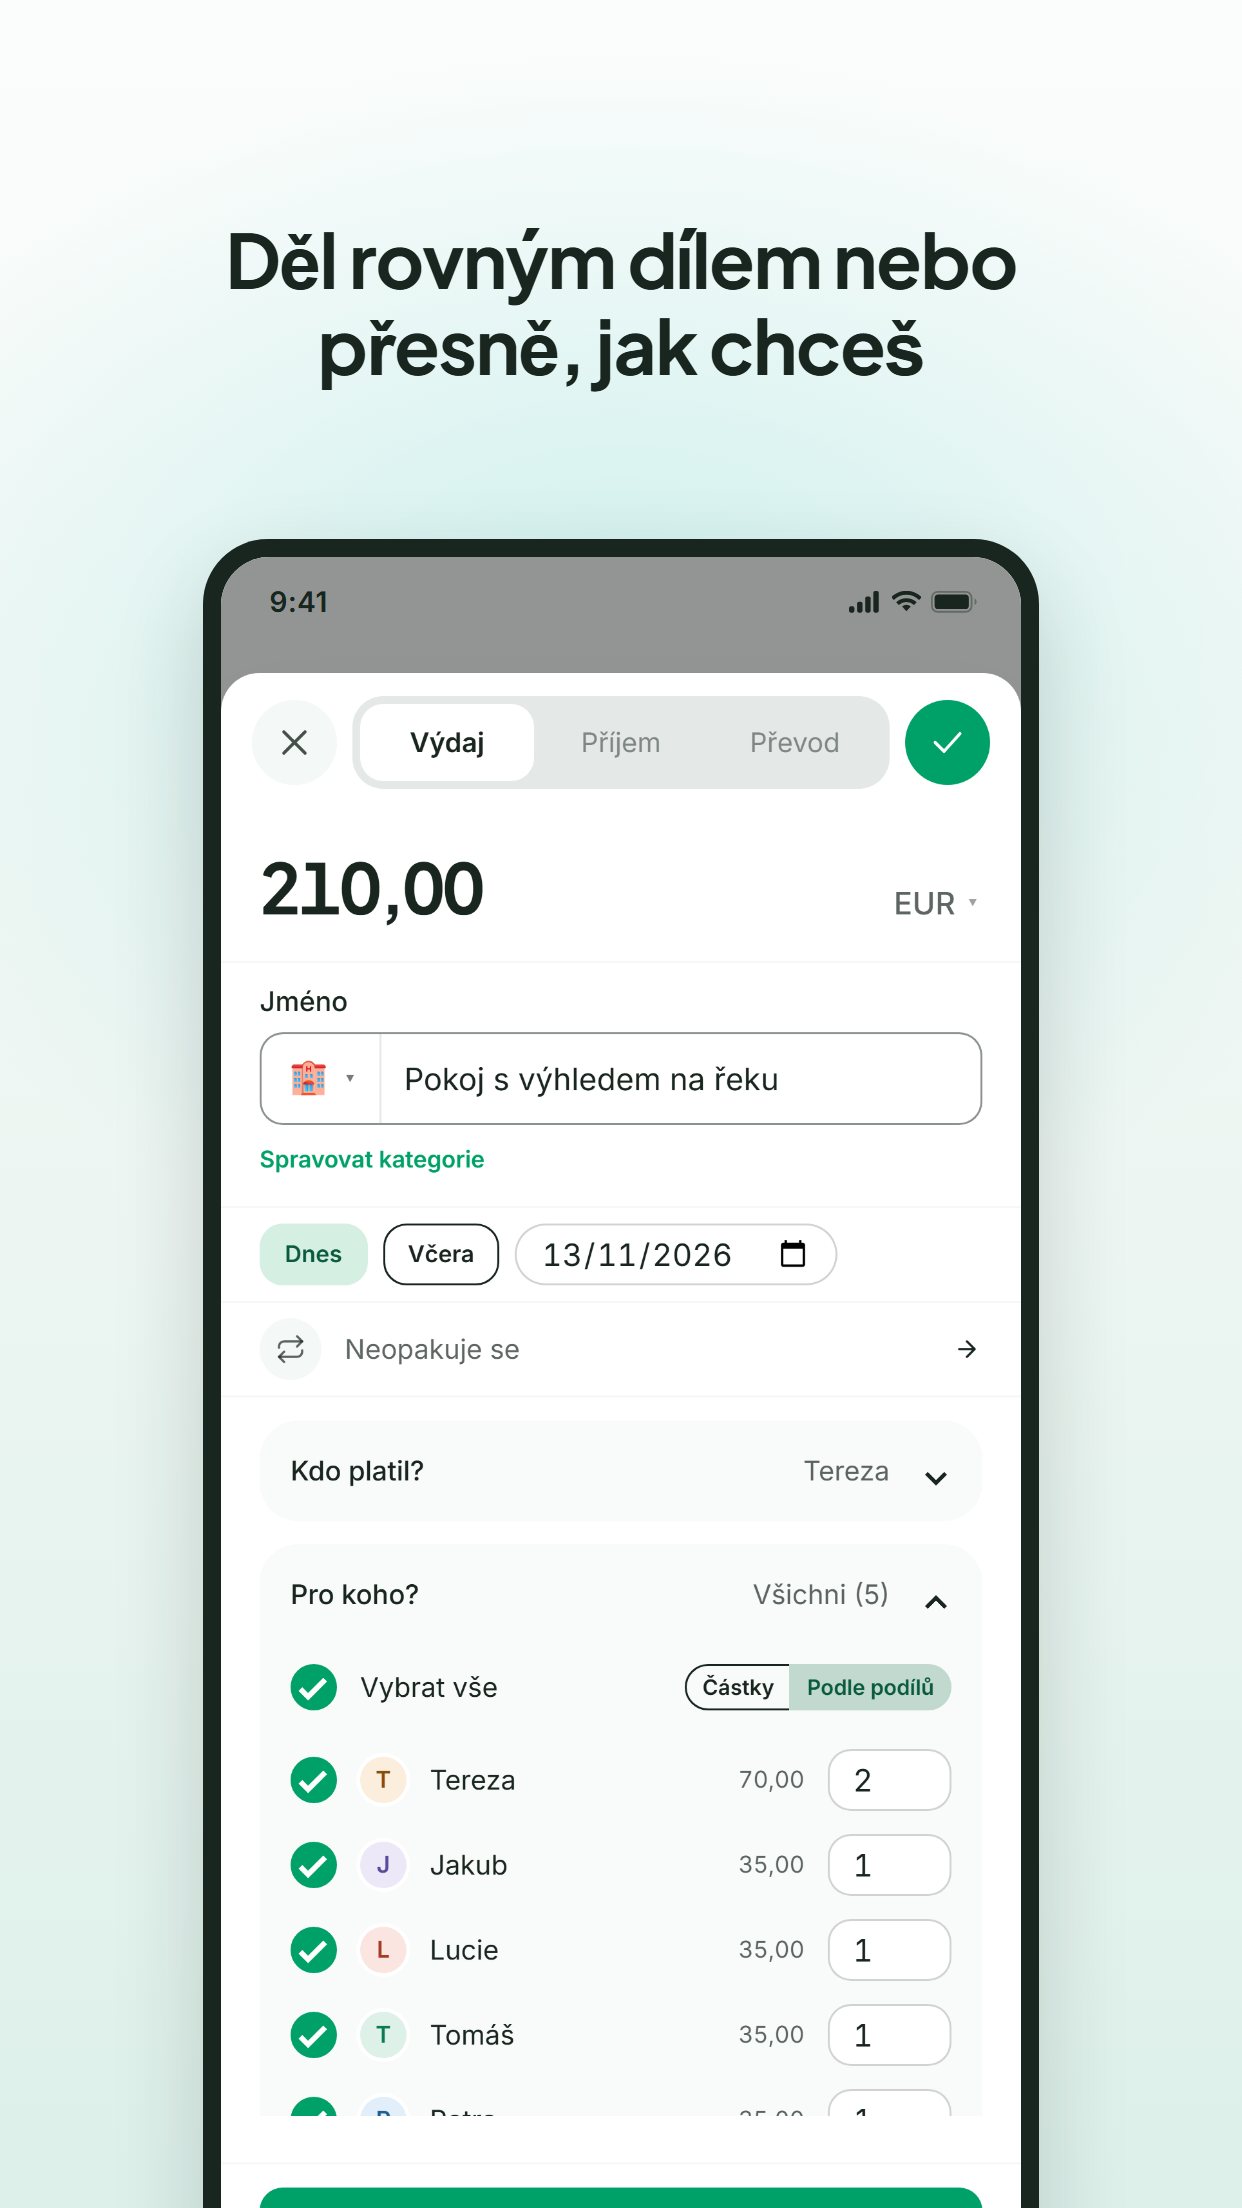 Děl rovným dílem nebo
přesně, jak chceš
9:41
Výdaj Příjem Převod
210,00 EUR
Jméno
Pokoj s výhledem na řeku
Spravovat kategorie
Dnes Včera 13/11/2026
Neopakuje se
Kdo platil? Tereza
Pro koho? Všichni (5)
Vybrat vše Částky Podle podílů
T Tereza 70,00 2
J Jakub 35,00 1
L Lucie 35,00 1
T Tomáš 35,00 1